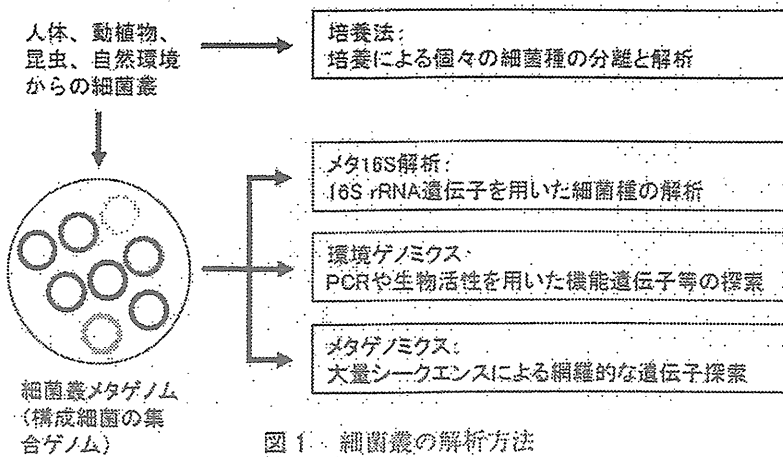 人体、動植物、
昆虫、自然環境
からの細菌叢
培養法:
培養による個々の細菌種の分離と解析
メタ16S解析:
16S rRNA遺伝子を用いた細菌種の解析
環境ゲノミクス
PCRや生物活性を用いた機能遺伝子等の探索
メタゲノミクス:
大量シークエンスによる網羅的な遺伝子探索
細菌叢メタゲノム
(構成細菌の集
合ゲノム)
図1 細菌叢の解析方法